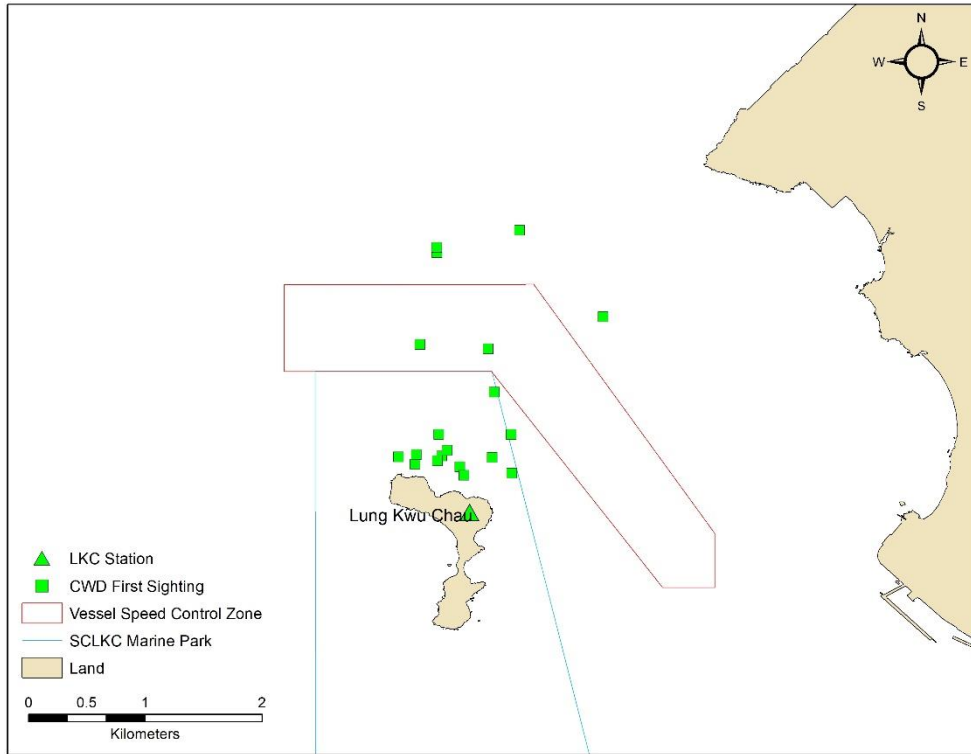 N
W E
S
Lung Kwu Chau
LKC Station
CWD First Sighting
Vessel Speed Control Zone
SCLKC Marine Park
Land
0 0.5 1 2
Kilometers